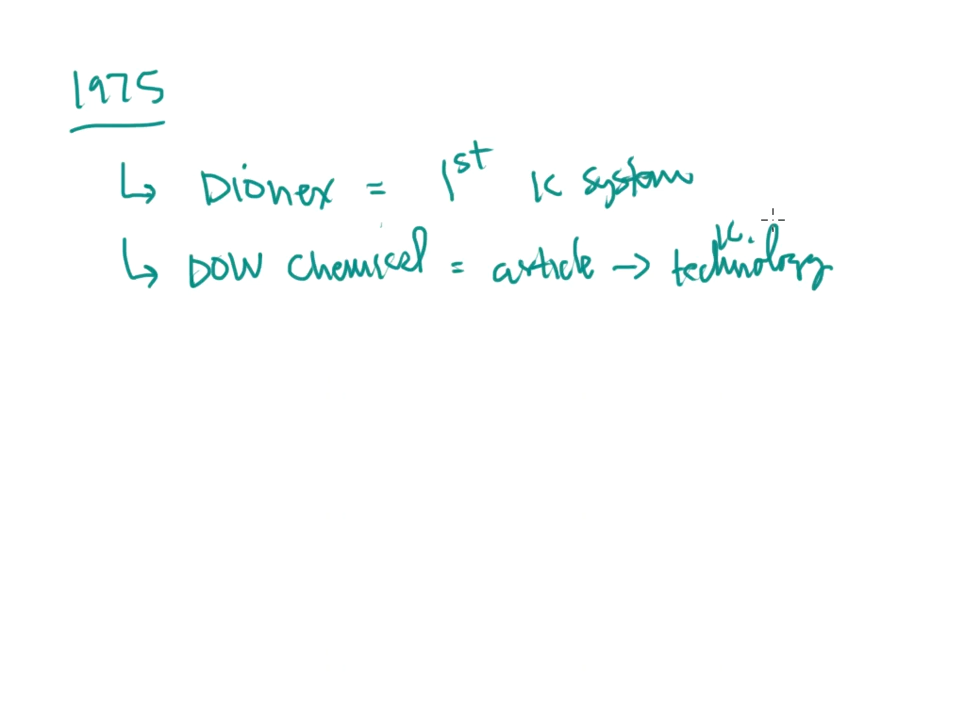 1975
↳ Dionex = 1st IC system
↳ DOW Chemical = article → IC. technology